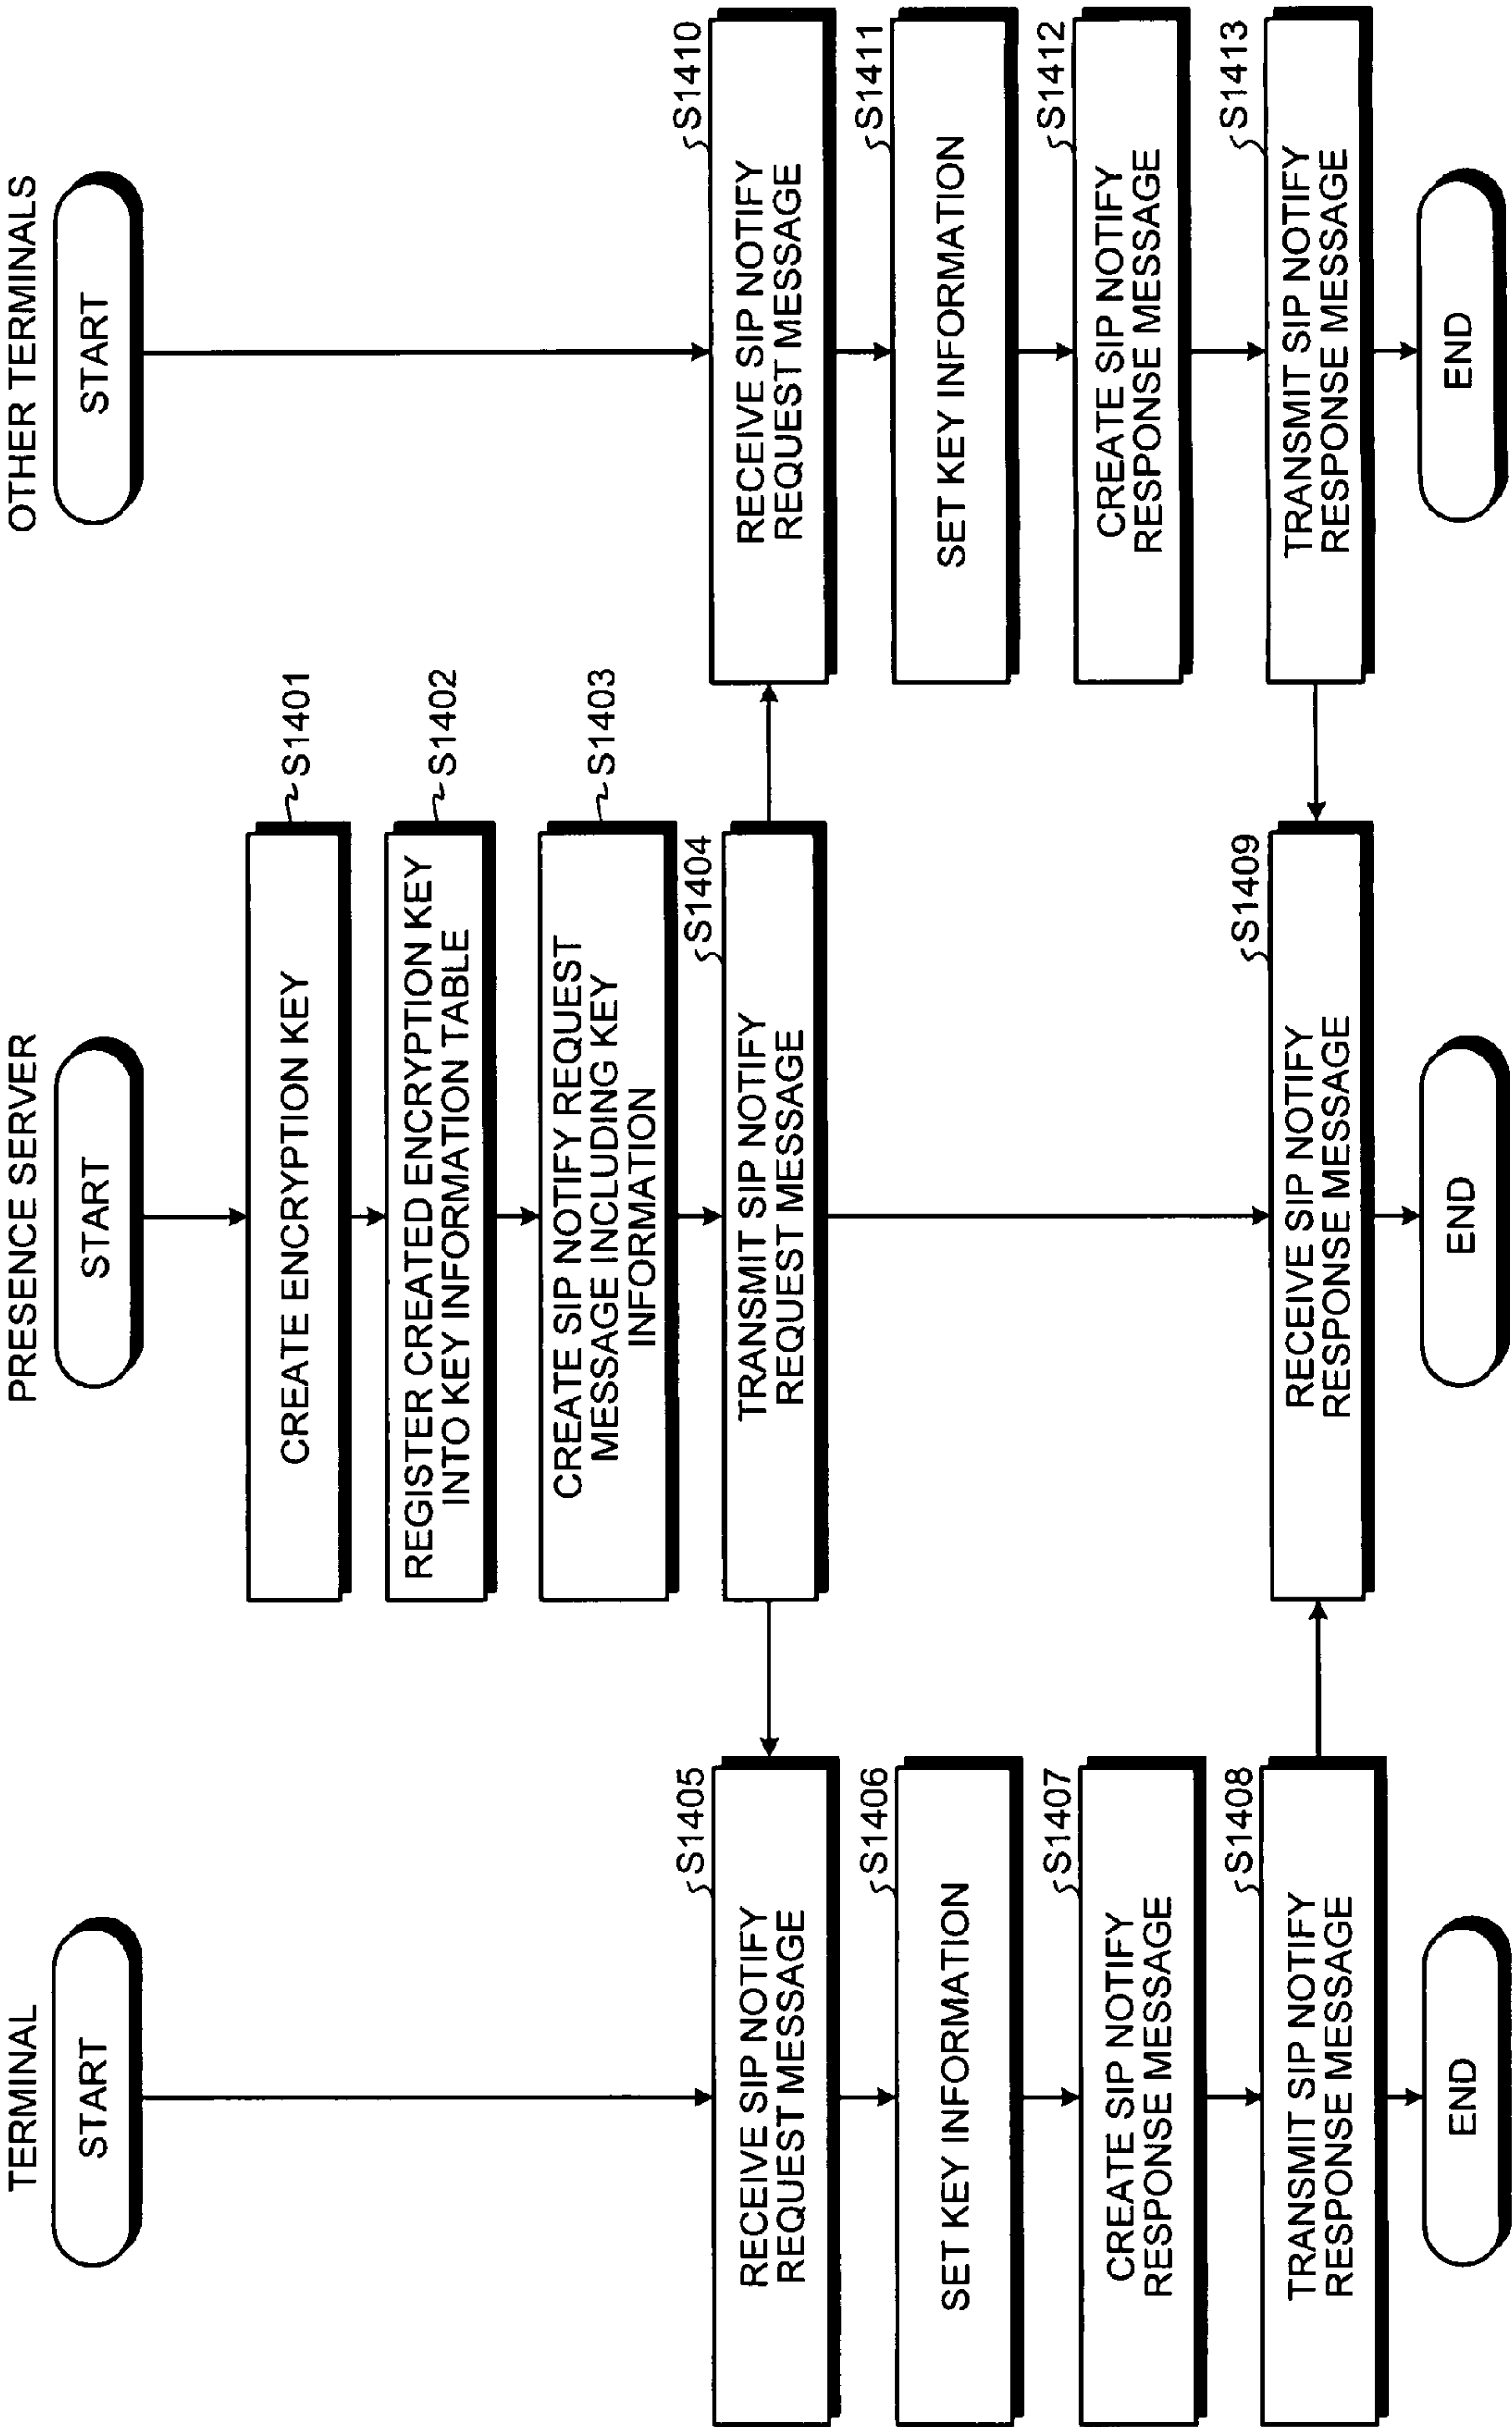 TERMINAL
START
S1405
RECEIVE SIP NOTIFY
REQUEST MESSAGE
S1406
SET KEY INFORMATION
S1407
CREATE SIP NOTIFY
RESPONSE MESSAGE
S1408
TRANSMIT SIP NOTIFY
RESPONSE MESSAGE
END
PRESENCE SERVER
START
S1401
CREATE ENCRYPTION KEY
S1402
REGISTER CREATED ENCRYPTION KEY
INTO KEY INFORMATION TABLE
S1403
CREATE SIP NOTIFY REQUEST
MESSAGE INCLUDING KEY
INFORMATION
S1404
TRANSMIT SIP NOTIFY
REQUEST MESSAGE
S1409
RECEIVE SIP NOTIFY
RESPONSE MESSAGE
END
OTHER TERMINALS
START
S1410
RECEIVE SIP NOTIFY
REQUEST MESSAGE
S1411
SET KEY INFORMATION
S1412
CREATE SIP NOTIFY
RESPONSE MESSAGE
S1413
TRANSMIT SIP NOTIFY
RESPONSE MESSAGE
END